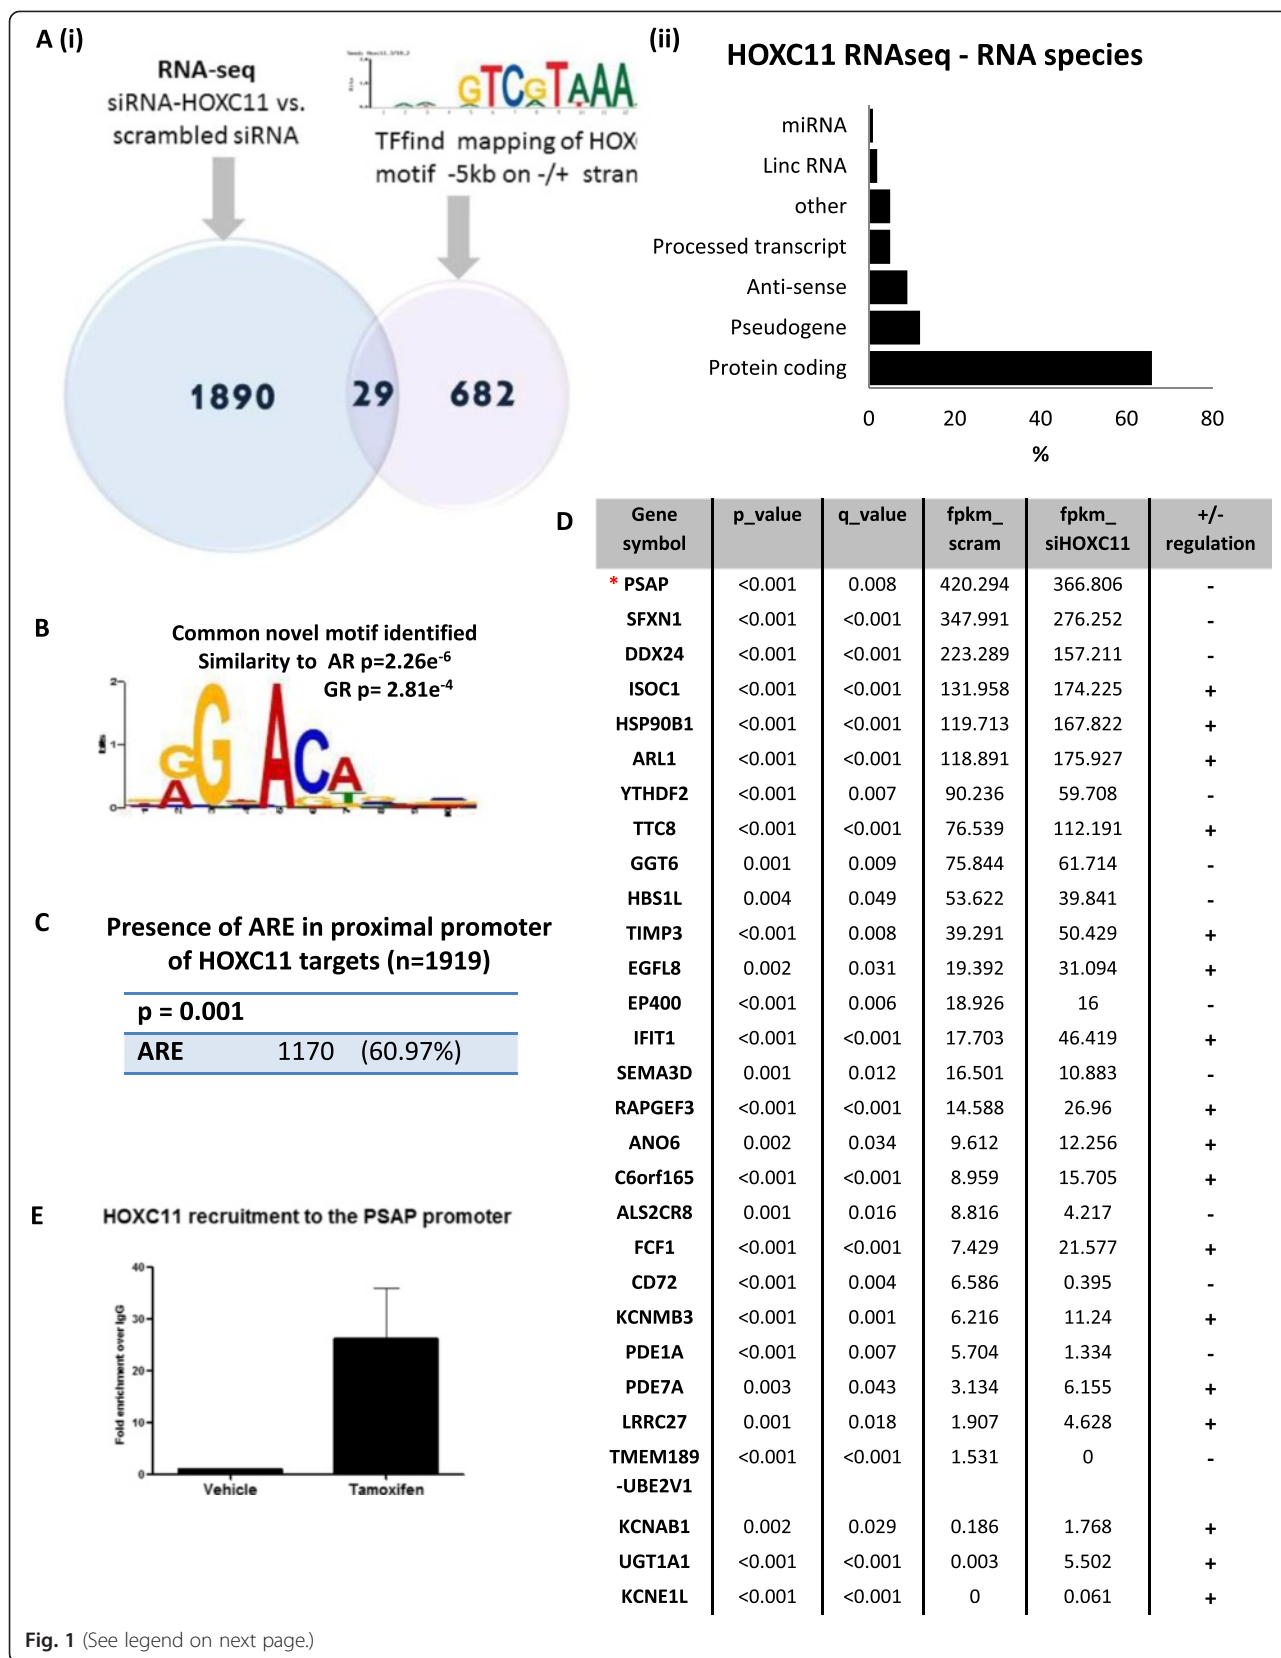 A (i)
RNA-seq
siRNA-HOXC11 vs.
scrambled siRNA
GTCGTAAA
TFfind mapping of HOX
motif -5kb on -/+ stran
1890
29
682
(ii)
HOXC11 RNAseq - RNA species
miRNA
Linc RNA
other
Processed transcript
Anti-sense
Pseudogene
Protein coding
0 20 40 60 80
%
B
Common novel motif identified
Similarity to AR p=2.26e-6
GR p= 2.81e-4
2
1
0
C
Presence of ARE in proximal promoter
of HOXC11 targets (n=1919)
p = 0.001
ARE 1170 (60.97%)
D
Gene symbol p_value q_value fpkm_ scram fpkm_ siHOXC11 +/- regulation
* PSAP <0.001 0.008 420.294 366.806 -
SFXN1 <0.001 <0.001 347.991 276.252 -
DDX24 <0.001 <0.001 223.289 157.211 -
ISOC1 <0.001 <0.001 131.958 174.225 +
HSP90B1 <0.001 <0.001 119.713 167.822 +
ARL1 <0.001 <0.001 118.891 175.927 +
YTHDF2 <0.001 0.007 90.236 59.708 -
TTC8 <0.001 <0.001 76.539 112.191 +
GGT6 0.001 0.009 75.844 61.714 -
HBS1L 0.004 0.049 53.622 39.841 -
TIMP3 <0.001 0.008 39.291 50.429 +
EGFL8 0.002 0.031 19.392 31.094 +
EP400 <0.001 0.006 18.926 16 -
IFIT1 <0.001 <0.001 17.703 46.419 +
SEMA3D 0.001 0.012 16.501 10.883 -
RAPGEF3 <0.001 <0.001 14.588 26.96 +
ANO6 0.002 0.034 9.612 12.256 +
C6orf165 <0.001 <0.001 8.959 15.705 +
ALS2CR8 0.001 0.016 8.816 4.217 -
FCF1 <0.001 <0.001 7.429 21.577 +
CD72 <0.001 0.004 6.586 0.395 -
KCNMB3 <0.001 0.001 6.216 11.24 +
PDE1A <0.001 0.007 5.704 1.334 -
PDE7A 0.003 0.043 3.134 6.155 +
LRRC27 0.001 0.018 1.907 4.628 +
TMEM189 <0.001 <0.001 1.531 0 -
-UBE2V1
KCNAB1 0.002 0.029 0.186 1.768 +
UGT1A1 <0.001 <0.001 0.003 5.502 +
KCNE1L <0.001 <0.001 0 0.061 +
E
HOXC11 recruitment to the PSAP promoter
Fold enrichment over IgG
40
30
20
10
0
Vehicle Tamoxifen
Fig. 1 (See legend on next page.)